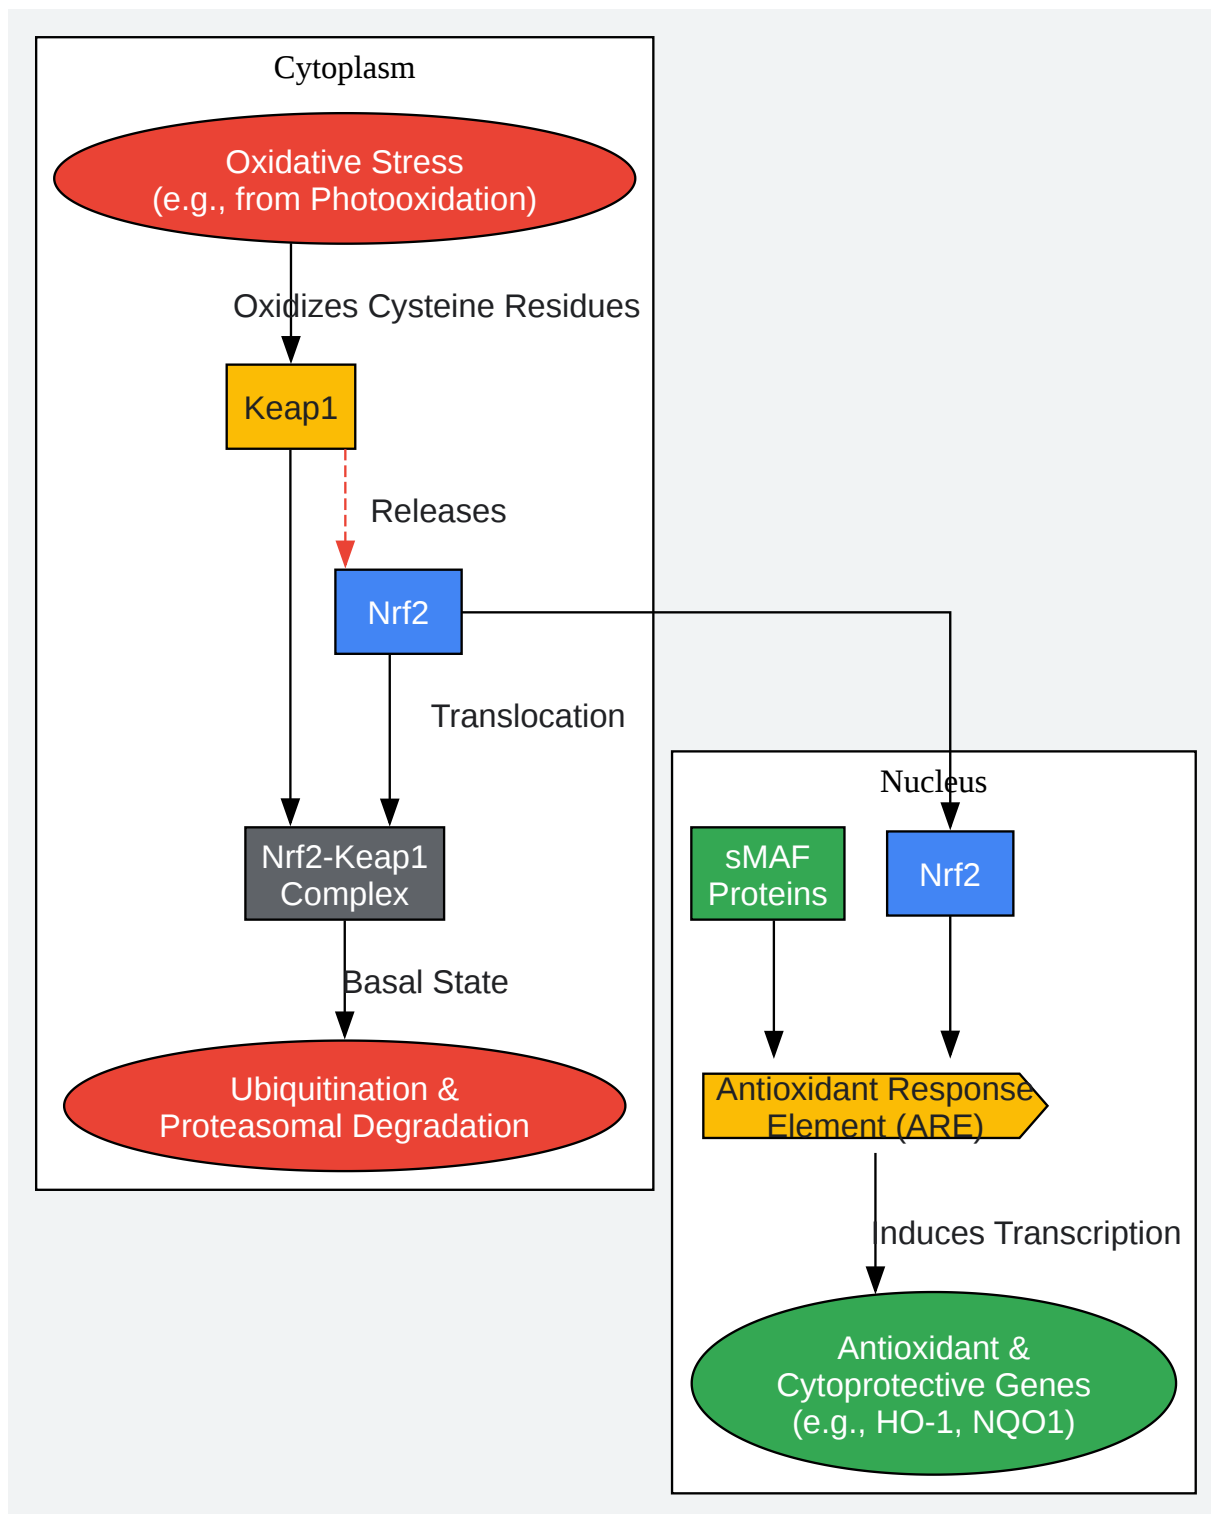 Cytoplasm
Oxidative Stress
(e.g., from Photooxidation)
Oxidizes Cysteine Residues
Keap1
Releases
Nrf2
Translocation
Nrf2-Keap1
Complex
Basal State
Ubiquitination &
Proteasomal Degradation
Nucleus
sMAF
Proteins
Nrf2
Antioxidant Response
Element (ARE)
Induces Transcription
Antioxidant &
Cytoprotective Genes
(e.g., HO-1, NQO1)